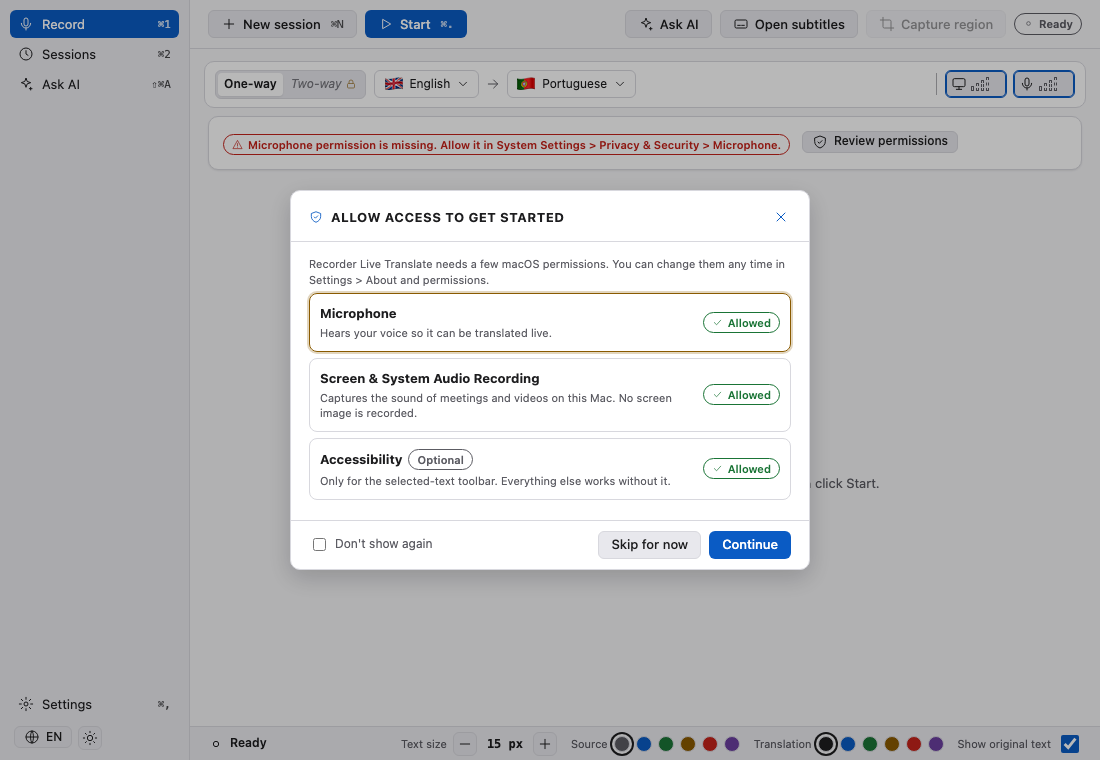 Record ⌘1
Sessions ⌘2
Ask AI ⇧⌘A
New session ⌘N
Start ⌘.
Ask AI
Open subtitles
Capture region
Ready
One-way
Two-way
English
Portuguese
Microphone permission is missing. Allow it in System Settings > Privacy & Security > Microphone.
Review permissions
ALLOW ACCESS TO GET STARTED
Recorder Live Translate needs a few macOS permissions. You can change them any time in
Settings > About and permissions.
Microphone
Hears your voice so it can be translated live.
Allowed
Screen & System Audio Recording
Captures the sound of meetings and videos on this Mac. No screen
image is recorded.
Allowed
Accessibility Optional
Only for the selected-text toolbar. Everything else works without it.
Allowed
click Start.
Don't show again
Skip for now
Continue
Settings ⌘,
EN
Ready
Text size
15 px
Source
Translation
Show original text